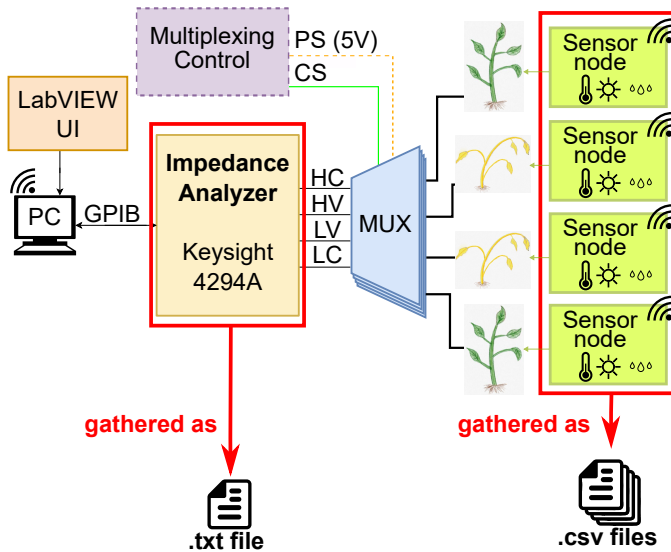 Multiplexing
Control
PS (5V)
CS
LabVIEW
UI
PC
GPIB
Impedance
Analyzer
Keysight
4294A
HC
HV
LV
LC
MUX
Sensor
node
Sensor
node
Sensor
node
Sensor
node
gathered as
gathered as
.txt file
.csv files